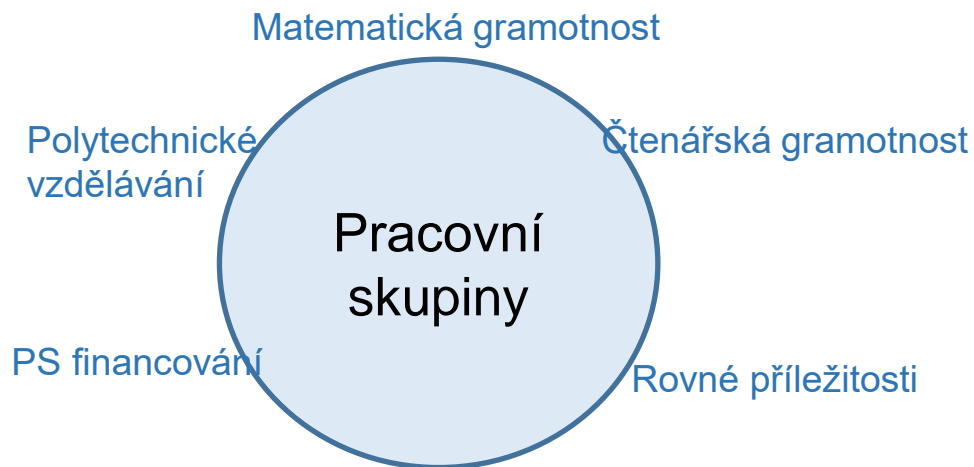 Matematická gramotnost
Polytechnické
vzdělávání
Čtenářská gramotnost
Pracovní
skupiny
PS financování
Rovné příležitosti